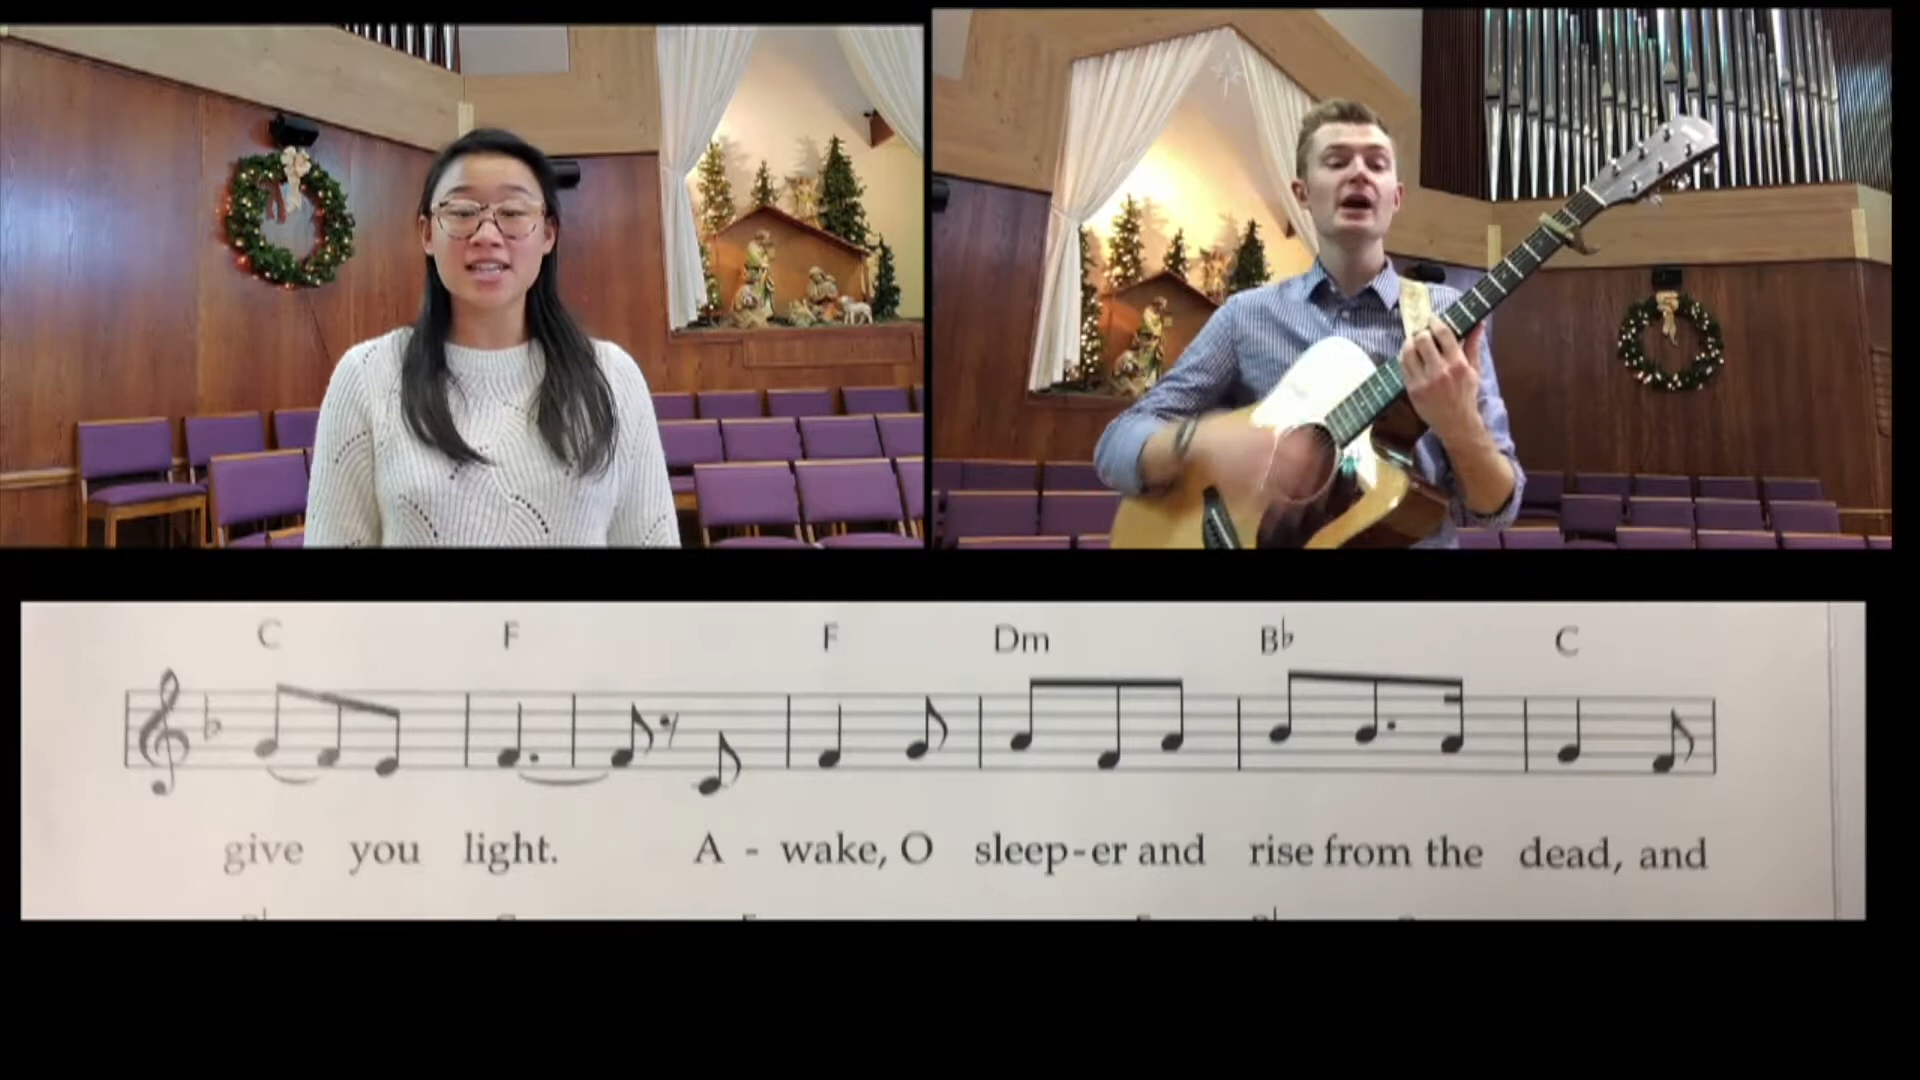 C F F Dm B♭ C
give you light. A - wake, O sleep-er and rise from the dead, and